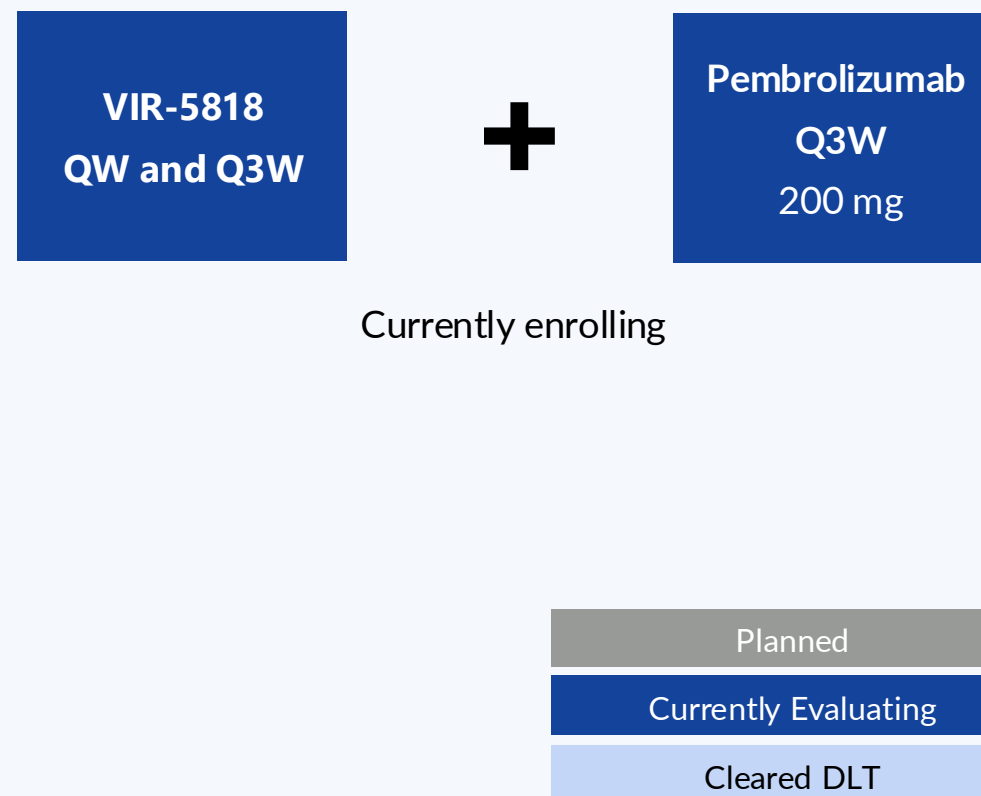 VIR-5818
QW and Q3W
+
Pembrolizumab
Q3W
200 mg
Currently enrolling
Planned
Currently Evaluating
Cleared DLT